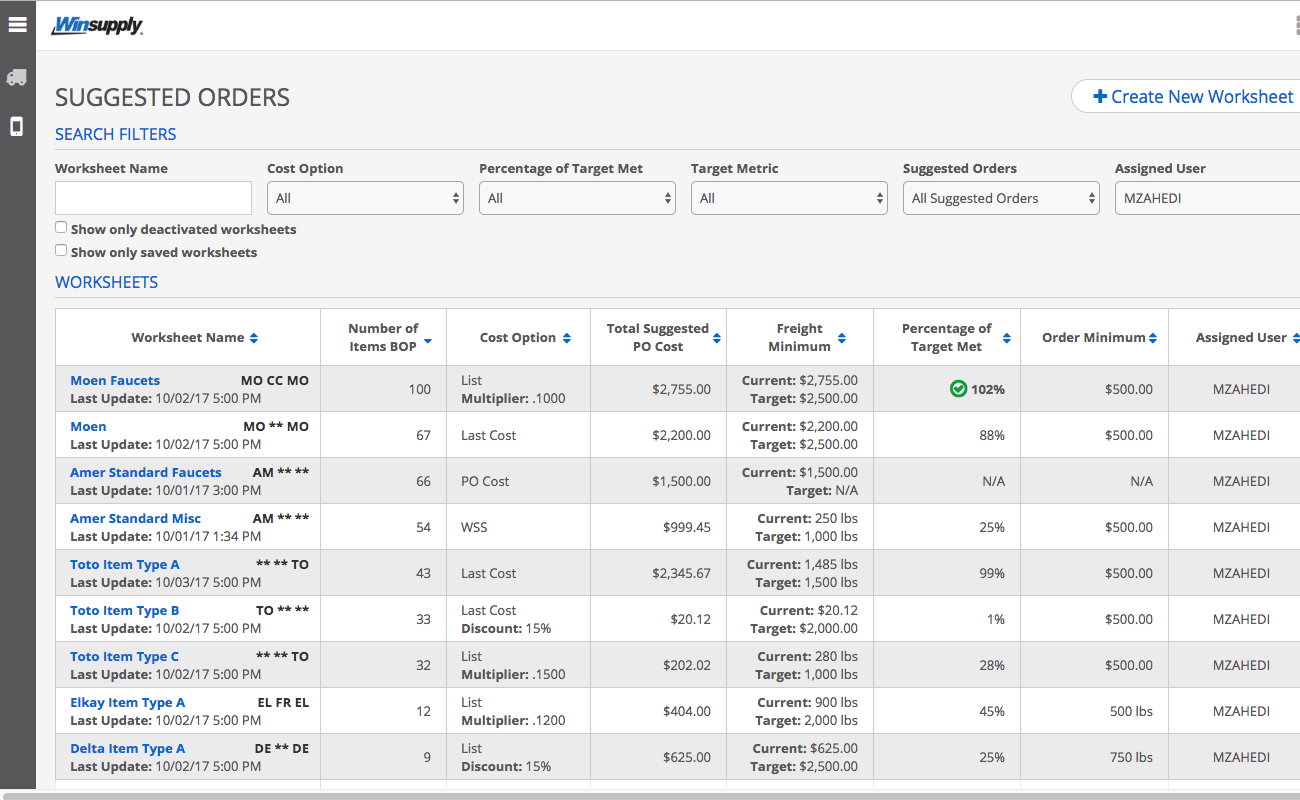 Winsupply
SUGGESTED ORDERS
Create New Worksheet
SEARCH FILTERS
Worksheet Name Cost Option Percentage of Target Met Target Metric Suggested Orders Assigned User
All All All All Suggested Orders MZAHEDI
Show only deactivated worksheets
Show only saved worksheets
WORKSHEETS
Worksheet Name Number of Items BOP Cost Option Total Suggested PO Cost Freight Minimum Percentage of Target Met Order Minimum Assigned User
Moen Faucets MO CC MO 100 List $2,755.00 Current: $2,755.00 102% $500.00 MZAHEDI
Last Update: 10/02/17 5:00 PM Multiplier: .1000 Target: $2,500.00
Moen MO ** MO 67 Last Cost $2,200.00 Current: $2,200.00 88% $500.00 MZAHEDI
Last Update: 10/02/17 5:00 PM Target: $2,500.00
Amer Standard Faucets AM ** ** 66 PO Cost $1,500.00 Current: $1,500.00 N/A N/A MZAHEDI
Last Update: 10/01/17 3:00 PM Target: N/A
Amer Standard Misc AM ** ** 54 WSS $999.45 Current: 250 lbs 25% $500.00 MZAHEDI
Last Update: 10/01/17 1:34 PM Target: 1,000 lbs
Toto Item Type A ** ** TO 43 Last Cost $2,345.67 Current: 1,485 lbs 99% $500.00 MZAHEDI
Last Update: 10/03/17 5:00 PM Target: 1,500 lbs
Toto Item Type B TO ** ** 33 Last Cost $20.12 Current: $20.12 1% $500.00 MZAHEDI
Last Update: 10/02/17 5:00 PM Discount: 15% Target: $2,000.00
Toto Item Type C ** ** TO 32 List $202.02 Current: 280 lbs 28% $500.00 MZAHEDI
Last Update: 10/02/17 5:00 PM Multiplier: .1500 Target: 1,000 lbs
Elkay Item Type A EL FR EL 12 List $404.00 Current: 900 lbs 45% 500 lbs MZAHEDI
Last Update: 10/02/17 5:00 PM Multiplier: .1200 Target: 2,000 lbs
Delta Item Type A DE ** DE 9 List $625.00 Current: $625.00 25% 750 lbs MZAHEDI
Last Update: 10/02/17 5:00 PM Discount: 15% Target: $2,500.00